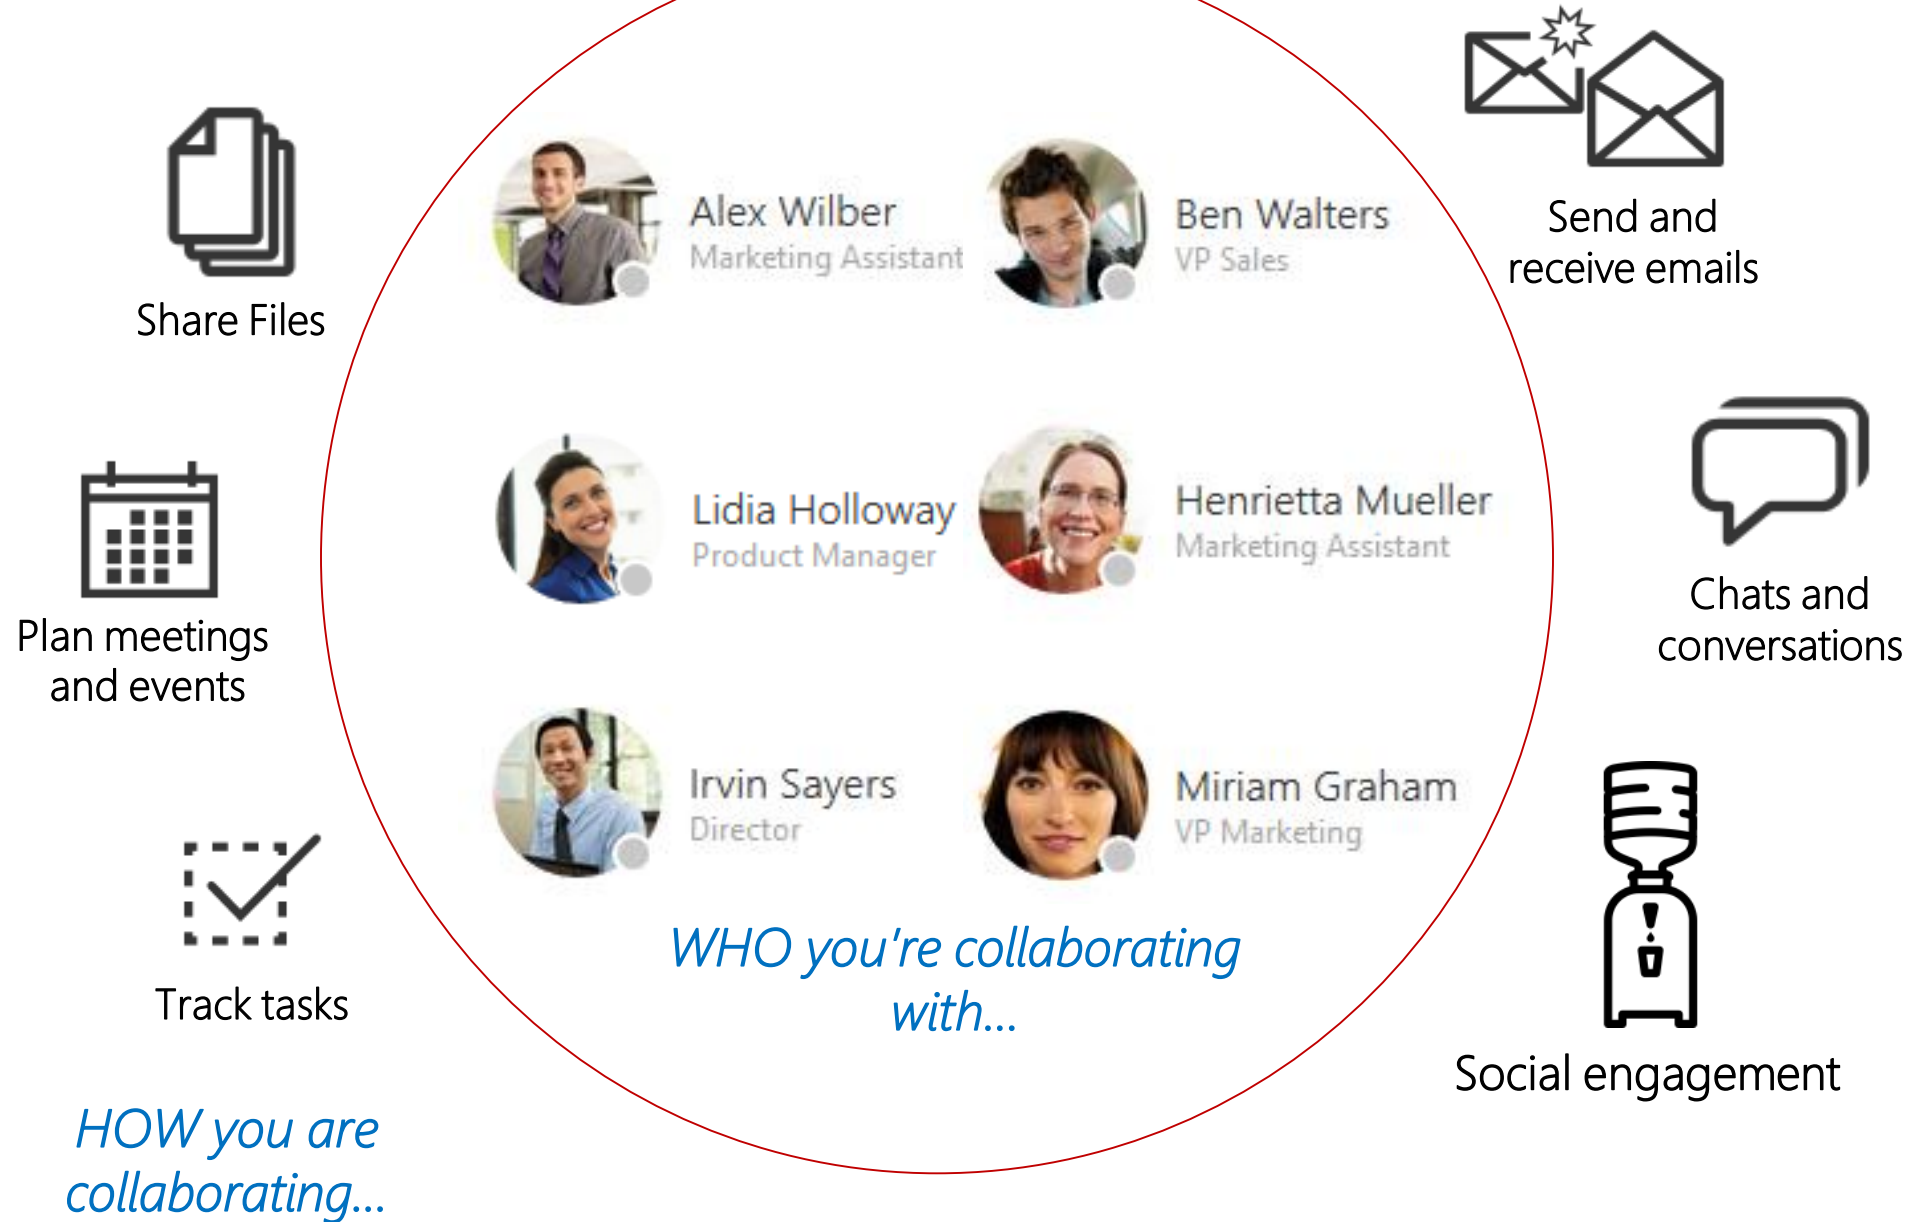 Share Files
Plan meetings
and events
Track tasks
HOW you are
collaborating...
Alex Wilber
Marketing Assistant
Ben Walters
VP Sales
Lidia Holloway
Product Manager
Henrietta Mueller
Marketing Assistant
Irvin Sayers
Director
Miriam Graham
VP Marketing
WHO you're collaborating
with...
Send and
receive emails
Chats and
conversations
Social engagement